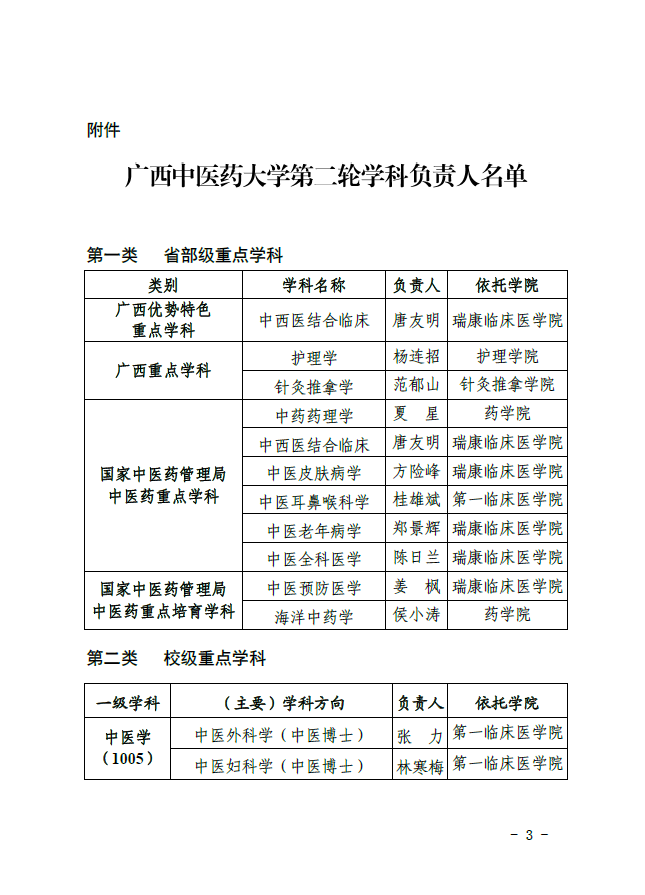 附件
广西中医药大学第二轮学科负责人名单
第一类 省部级重点学科
类别 学科名称 负责人 依托学院
广西优势特色
重点学科
中西医结合临床 唐友明 瑞康临床医学院
广西重点学科
护理学 杨连招 护理学院
针灸推拿学 范郁山 针灸推拿学院
国家中医药管理局
中医药重点学科
中药药理学 夏 星 药学院
中西医结合临床 唐友明 瑞康临床医学院
中医皮肤病学 方险峰 瑞康临床医学院
中医耳鼻喉科学 桂雄斌 第一临床医学院
中医老年病学 郑景辉 瑞康临床医学院
中医全科医学 陈日兰 瑞康临床医学院
国家中医药管理局
中医药重点培育学科
中医预防医学 姜 枫 瑞康临床医学院
海洋中药学 侯小涛 药学院
第二类 校级重点学科
一级学科 （主要）学科方向 负责人 依托学院
中医学
（1005）
中医外科学（中医博士） 张 力 第一临床医学院
中医妇科学（中医博士） 林寒梅 第一临床医学院
- 3 -